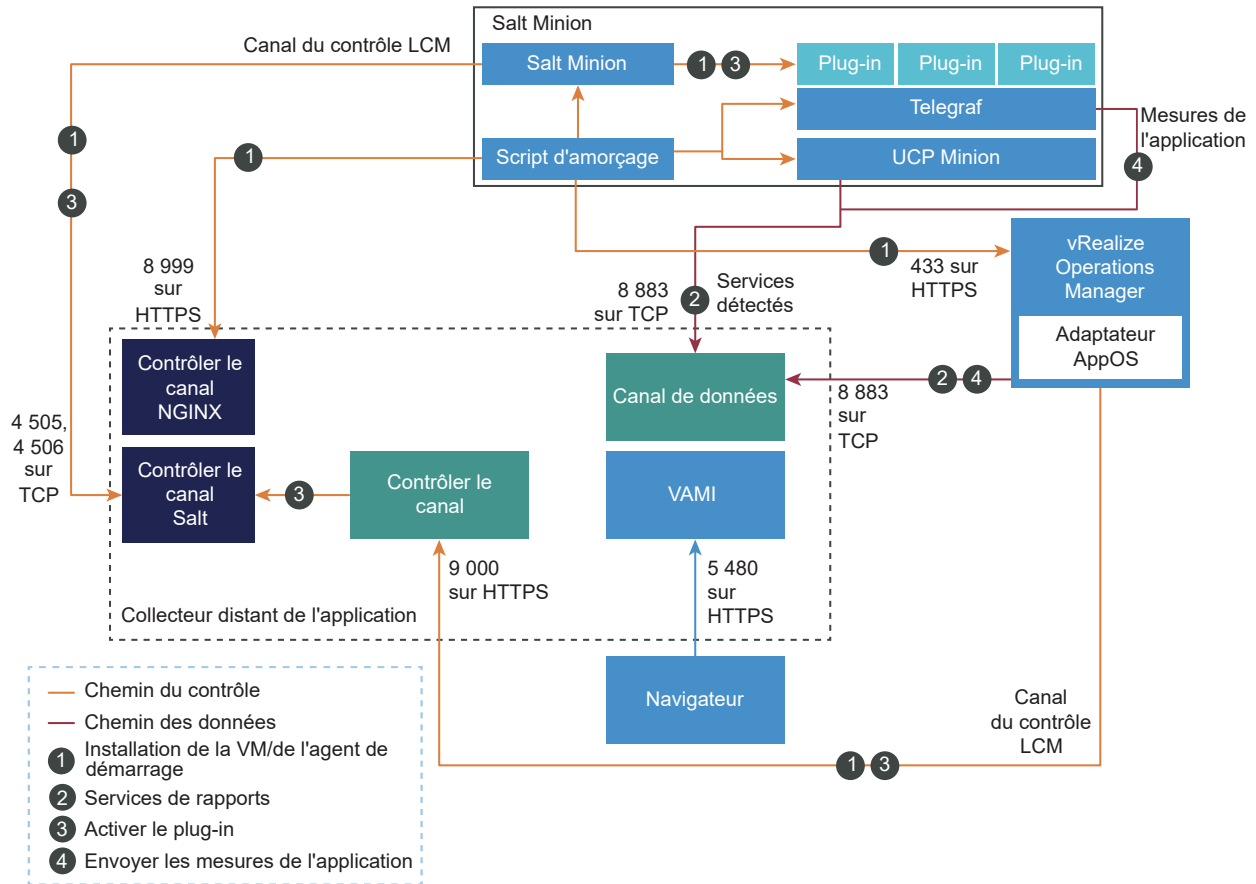 Salt Minion
Canal du contrôle LCM
Salt Minion
1
3
Plug-in
Plug-in
Plug-in
Telegraf
Mesures de
l'application
1
1
Script d'amorçage
UCP Minion
4
3
1
vRealize
Operations
Manager
8 999
sur
HTTPS
433 sur
HTTPS
8 883
sur TCP
2
Services
détectés
Adaptateur
AppOS
Contrôler le
canal
NGINX
Canal de données
2
4
8 883
sur
TCP
4 505,
4 506
sur
TCP
Contrôler le
canal
Salt
3
Contrôler le
canal
VAMI
9 000
sur HTTPS
5 480
sur
HTTPS
Collecteur distant de l'application
Navigateur
Canal
du contrôle
LCM
1
3
Chemin du contrôle
Chemin des données
1 Installation de la VM/de l'agent de
démarrage
2 Services de rapports
3 Activer le plug-in
4 Envoyer les mesures de l'application